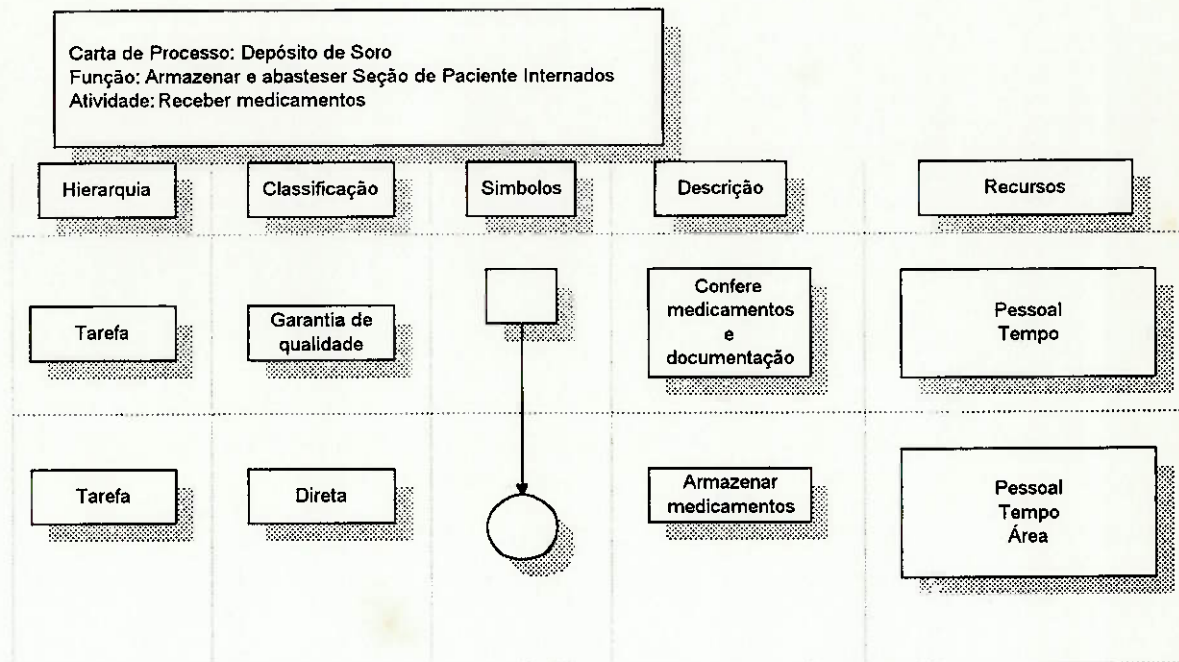 Carta de Processo: Depósito de Soro
Função: Armazenar e abasteser Seção de Paciente Internados
Atividade: Receber medicamentos
Hierarquia
Classificação
Simbolos
Descrição
Recursos
Tarefa
Garantia de
qualidade
Confere
medicamentos
e
documentação
Pessoal
Tempo
Tarefa
Direta
Armazenar
medicamentos
Pessoal
Tempo
Área